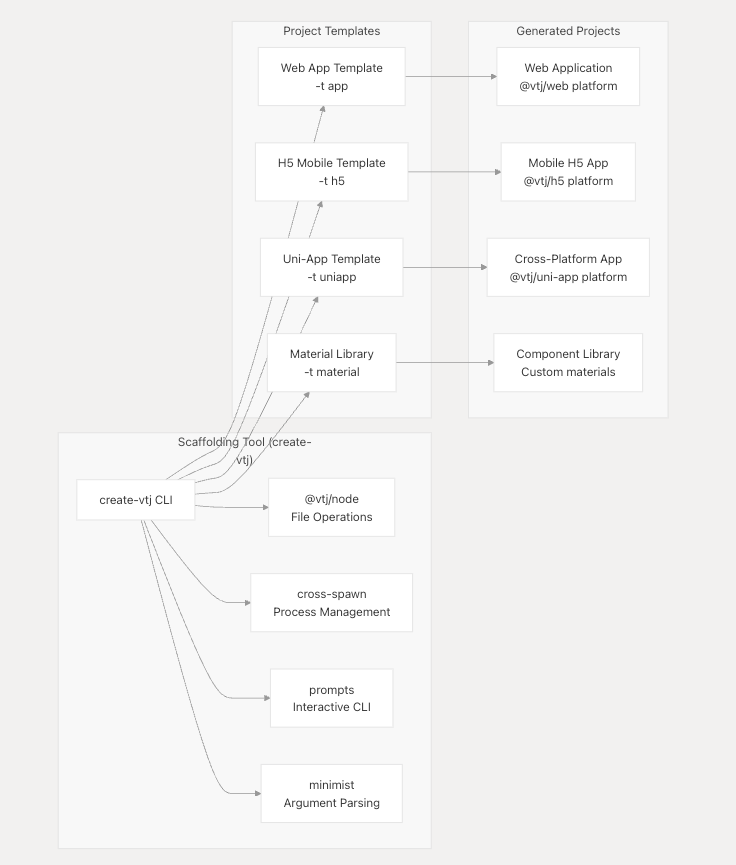 Project Templates
Web App Template
-t app
H5 Mobile Template
-t h5
Uni-App Template
-t uniapp
Material Library
-t material
Generated Projects
Web Application
@vtj/web platform
Mobile H5 App
@vtj/h5 platform
Cross-Platform App
@vtj/uni-app platform
Component Library
Custom materials
Scaffolding Tool (create-
vtj)
create-vtj CLI
@vtj/node
File Operations
cross-spawn
Process Management
prompts
Interactive CLI
minimist
Argument Parsing